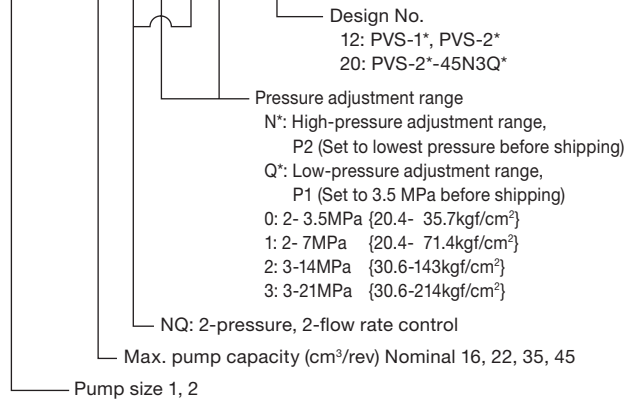 Design No.
12: PVS-1*, PVS-2*
20: PVS-2*-45N3Q*
Pressure adjustment range
N*: High-pressure adjustment range,
P2 (Set to lowest pressure before shipping)
Q*: Low-pressure adjustment range,
P1 (Set to 3.5 MPa before shipping)
0: 2- 3.5MPa {20.4- 35.7kgf/cm²}
1: 2- 7MPa {20.4- 71.4kgf/cm²}
2: 3-14MPa {30.6-143kgf/cm²}
3: 3-21MPa {30.6-214kgf/cm²}
NQ: 2-pressure, 2-flow rate control
Max. pump capacity (cm³/rev) Nominal 16, 22, 35, 45
Pump size 1, 2